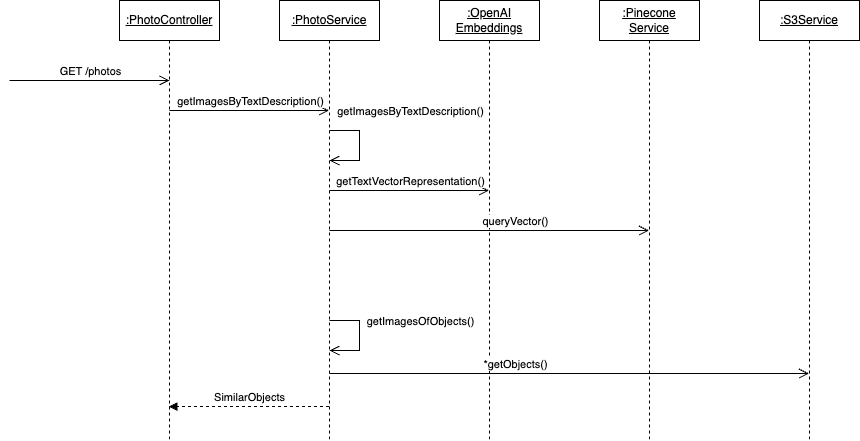 :PhotoController
:PhotoService
:OpenAI
Embeddings
:Pinecone
Service
:S3Service
GET /photos
getImagesByTextDescription()
getImagesByTextDescription()
getTextVectorRepresentation()
queryVector()
getImagesOfObjects()
*getObjects()
SimilarObjects